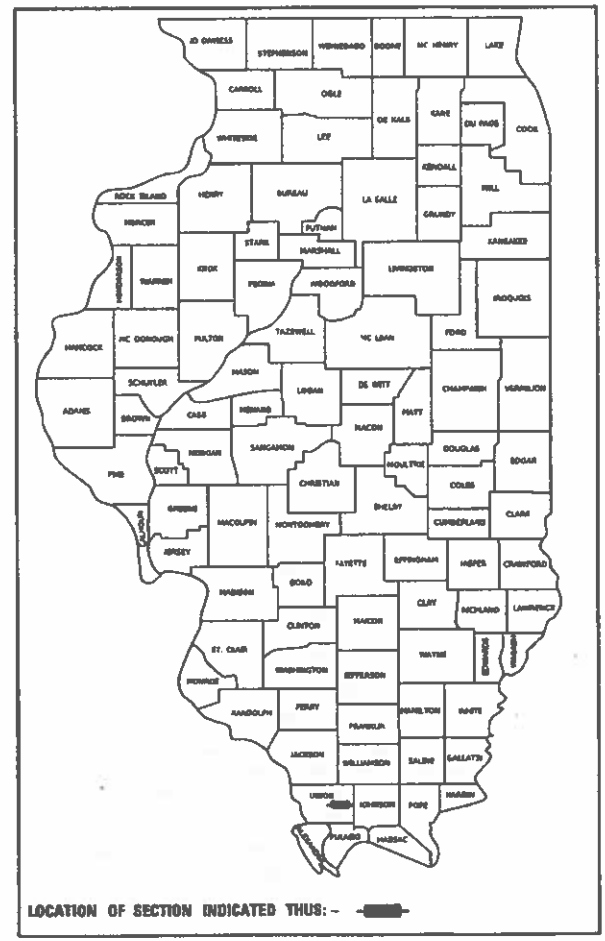 JO DAVIESS
STEPHENSON
WINNEBAGO
BOONE
MC HENRY
LAKE
CARROLL
OGLE
DE KALB
KANE
DU PAGE
COOK
WHITESIDE
LEE
KENDALL
WILL
ROCK ISLAND
HENRY
BUREAU
LA SALLE
GRUNDY
MERCER
PUTNAM
KANKAKEE
STARK
MARSHALL
HENDERSON
WARREN
KNOX
PEORIA
WOODFORD
LIVINGSTON
IROQUOIS
HANCOCK
MC DONOUGH
FULTON
TAZEWELL
MC LEAN
FORD
SCHUYLER
MASON
LOGAN
DE WITT
CHAMPAIGN
VERMILION
ADAMS
BROWN
CASS
MENARD
MACON
PIATT
PIKE
SCOTT
MORGAN
SANGAMON
MOULTRIE
DOUGLAS
EDGAR
CHRISTIAN
COLES
CALHOUN
GREENE
MACOUPIN
MONTGOMERY
SHELBY
CUMBERLAND
CLARK
JERSEY
FAYETTE
EFFINGHAM
JASPER
CRAWFORD
MADISON
BOND
CLAY
RICHLAND
LAWRENCE
CLINTON
MARION
ST. CLAIR
WAYNE
EDWARDS
WABASH
WASHINGTON
JEFFERSON
MONROE
RANDOLPH
PERRY
HAMILTON
WHITE
FRANKLIN
JACKSON
WILLIAMSON
SALINE
GALLATIN
UNION
JOHNSON
POPE
HARDIN
ALEXANDER
PULASKI
MASSAC
LOCATION OF SECTION INDICATED THUS: -